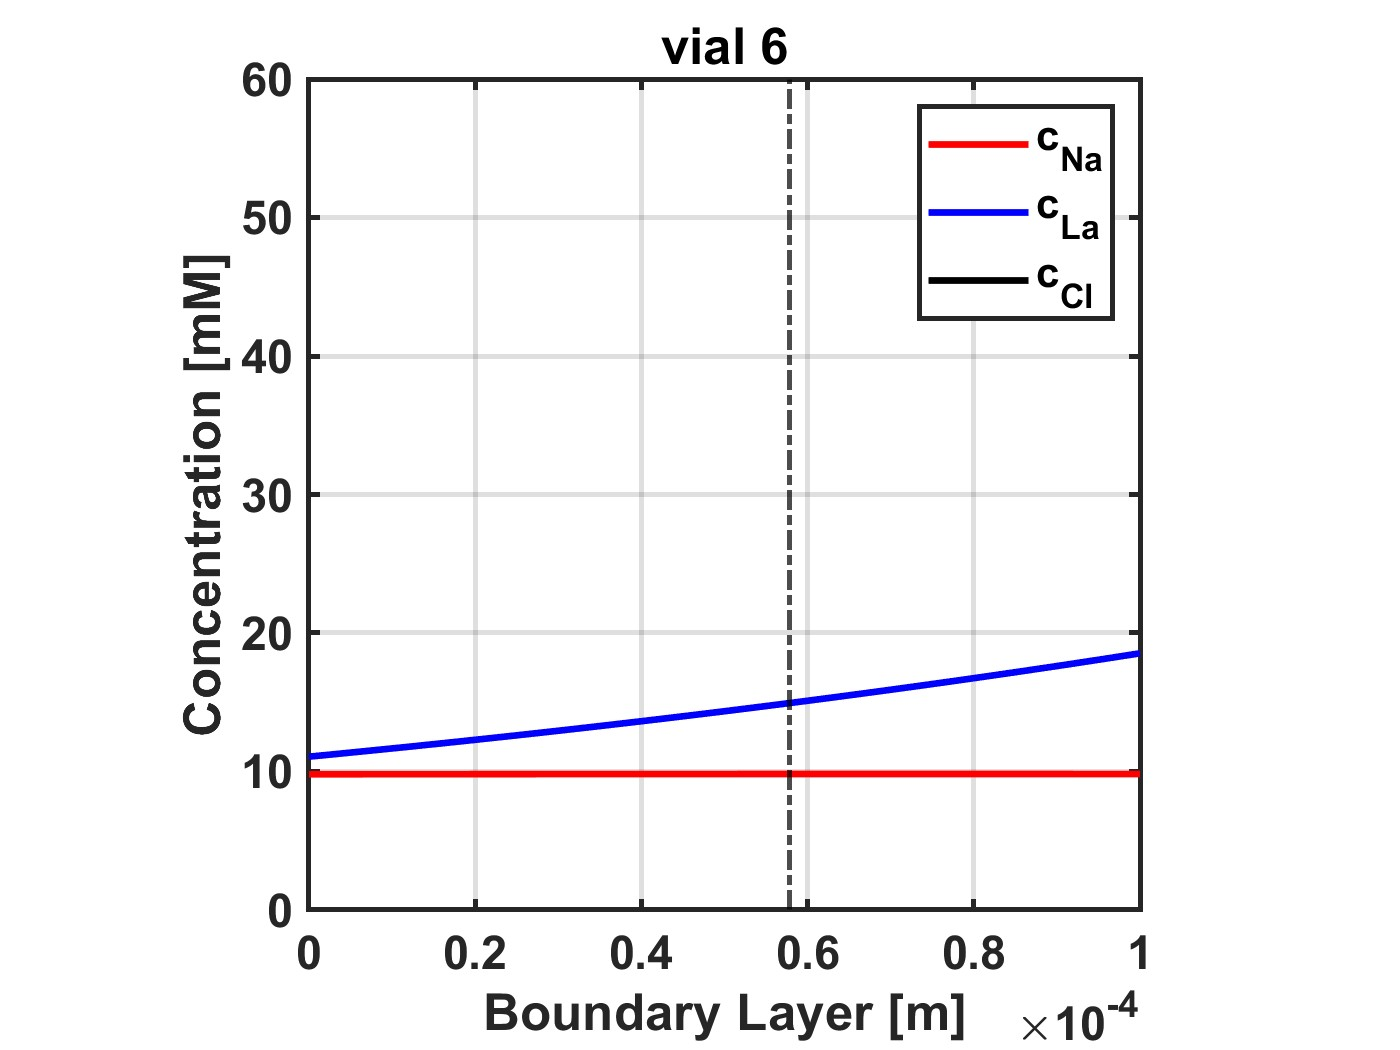 vial 6
Concentration [mM]
60
50
40
30
20
10
0
c_Na
c_La
c_Cl
0 0.2 0.4 0.6 0.8 1
Boundary Layer [m]
×10^-4